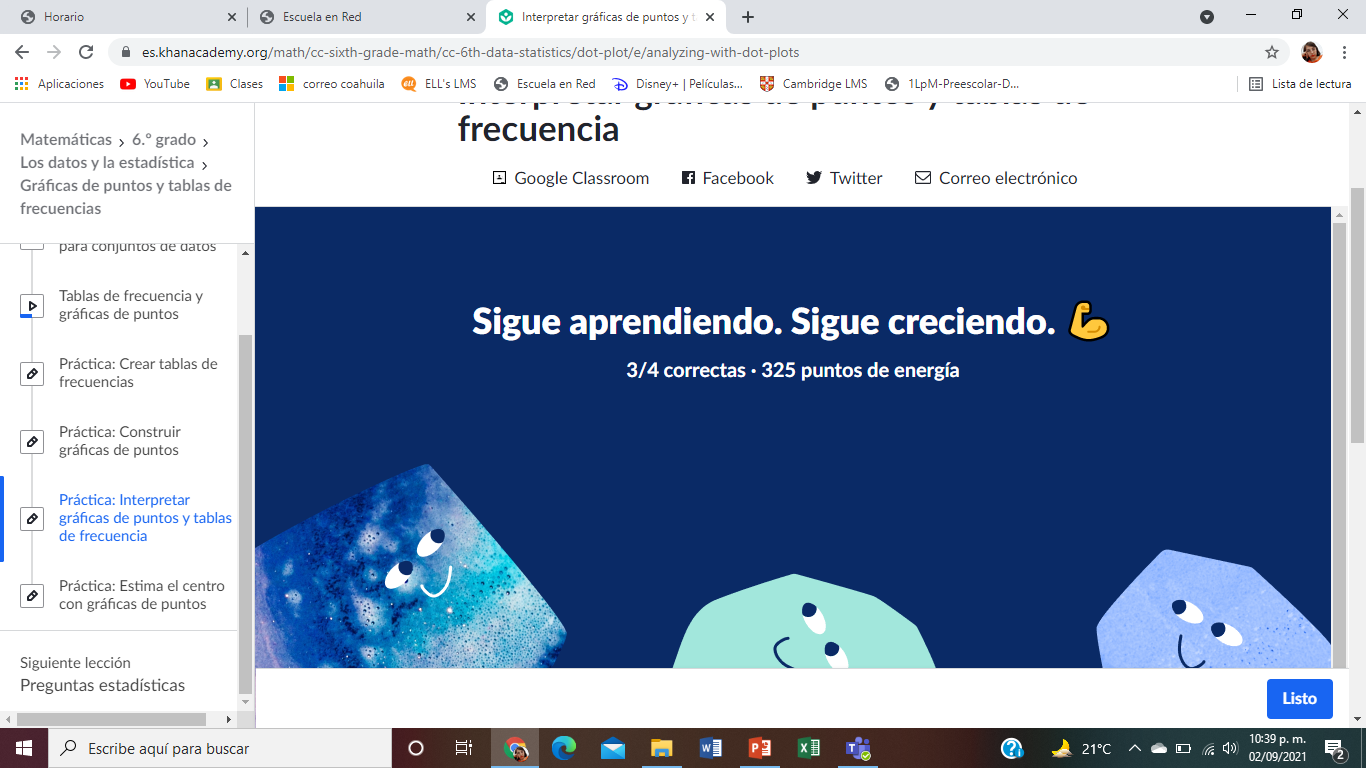 Horario
Escuela en Red
Interpretar gráficas de puntos y t
es.khanacademy.org/math/cc-sixth-grade-math/cc-6th-data-statistics/dot-plot/e/analyzing-with-dot-plots
Aplicaciones YouTube Clases correo coahuila ELL's LMS Escuela en Red Disney+ | Películas... Cambridge LMS 1LpM-Preescolar-D... Lista de lectura
Matemáticas > 6.º grado >
Los datos y la estadística >
Gráficas de puntos y tablas de
frecuencias
para conjuntos de datos
Tablas de frecuencia y
gráficas de puntos
Práctica: Crear tablas de
frecuencias
Práctica: Construir
gráficas de puntos
Práctica: Interpretar
gráficas de puntos y tablas
de frecuencia
Práctica: Estima el centro
con gráficas de puntos
Siguiente lección
Preguntas estadísticas
Interpretar gráficas de puntos y tablas de
frecuencia
Google Classroom Facebook Twitter Correo electrónico
Sigue aprendiendo. Sigue creciendo. 💪
3/4 correctas · 325 puntos de energía
Listo
Escribe aquí para buscar
21°C
10:39 p. m.
02/09/2021
2